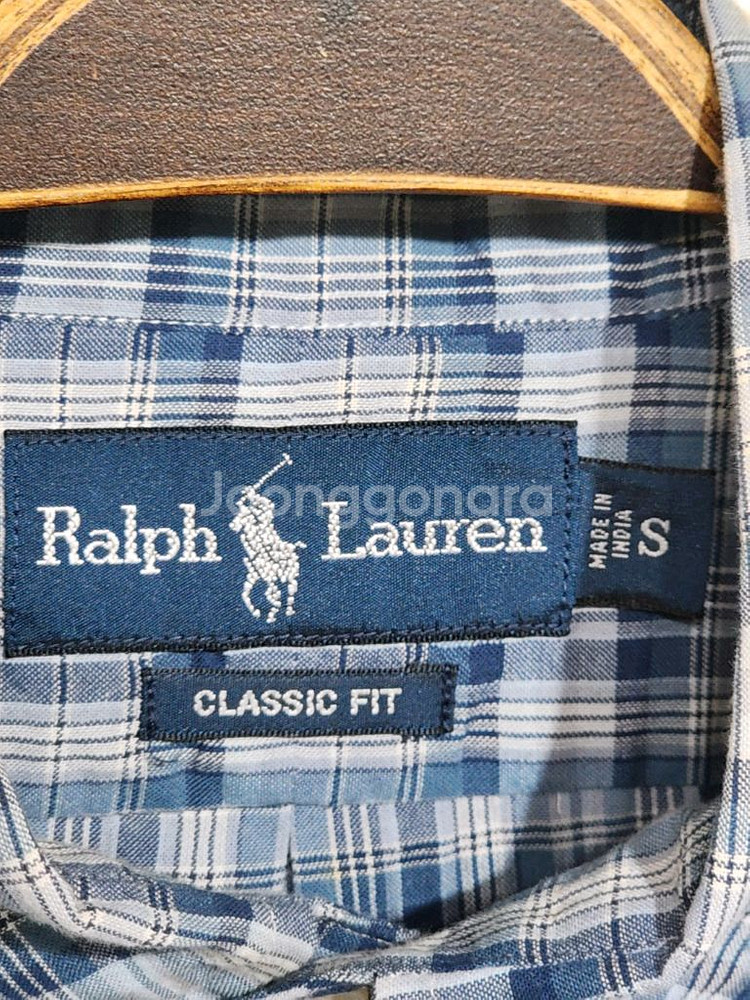 Joonggonara
Ralph Lauren
MADE IN
INDIA
S
CLASSIC FIT